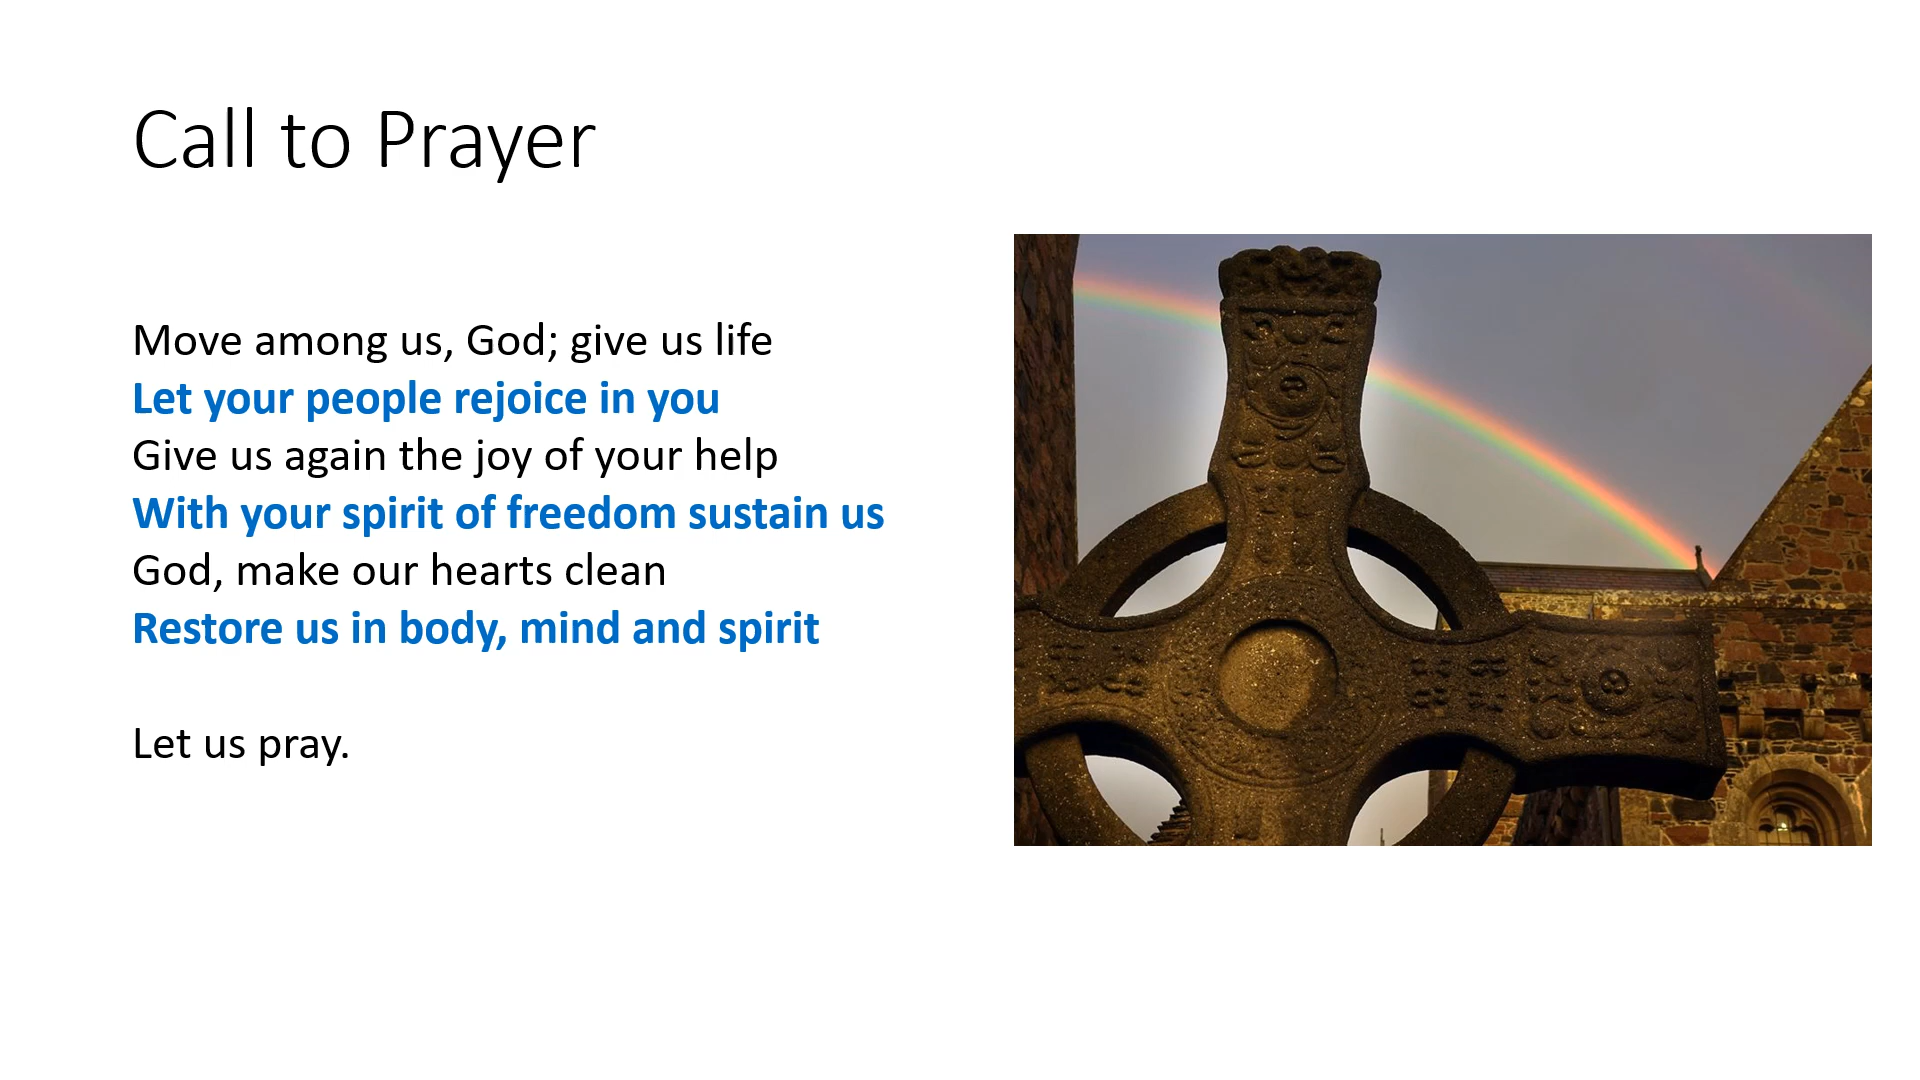 Call to Prayer
Move among us, God; give us life
Let your people rejoice in you
Give us again the joy of your help
With your spirit of freedom sustain us
God, make our hearts clean
Restore us in body, mind and spirit
Let us pray.